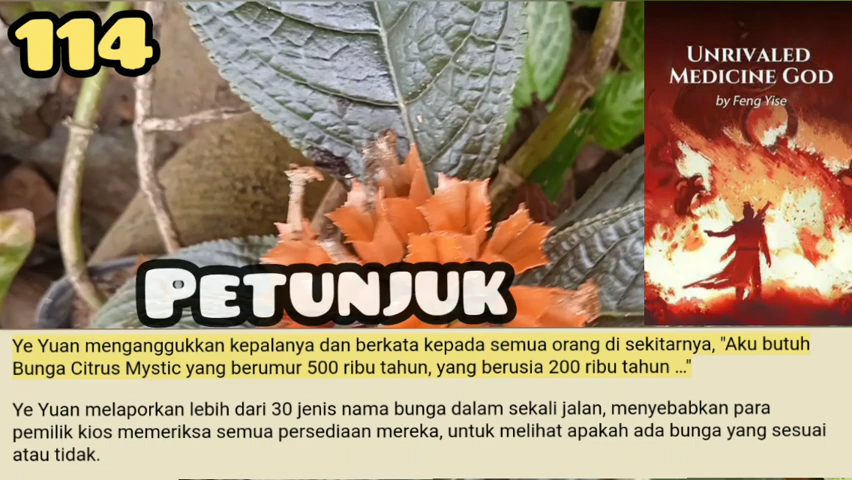 114
UNRIVALED
MEDICINE GOD
by Feng Yise
PETUNJUK
Ye Yuan menganggukkan kepalanya dan berkata kepada semua orang di sekitarnya, "Aku butuh
Bunga Citrus Mystic yang berumur 500 ribu tahun, yang berusia 200 ribu tahun ..."
Ye Yuan melaporkan lebih dari 30 jenis nama bunga dalam sekali jalan, menyebabkan para
pemilik kios memeriksa semua persediaan mereka, untuk melihat apakah ada bunga yang sesuai
atau tidak.